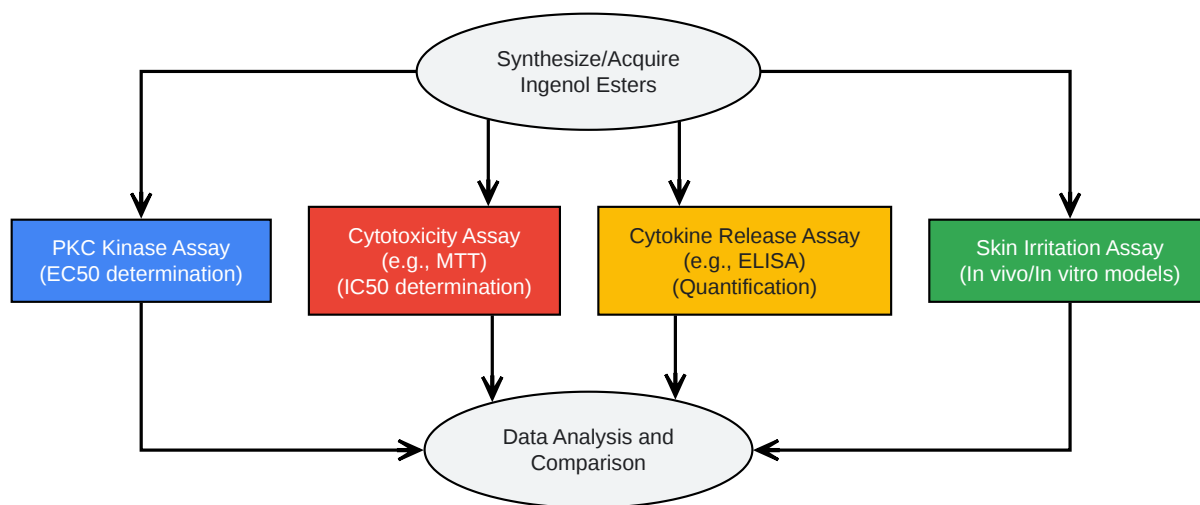 Synthesize/Acquire
Ingenol Esters
PKC Kinase Assay
(EC50 determination)
Cytotoxicity Assay
(e.g., MTT)
(IC50 determination)
Cytokine Release Assay
(e.g., ELISA)
(Quantification)
Skin Irritation Assay
(In vivo/In vitro models)
Data Analysis and
Comparison